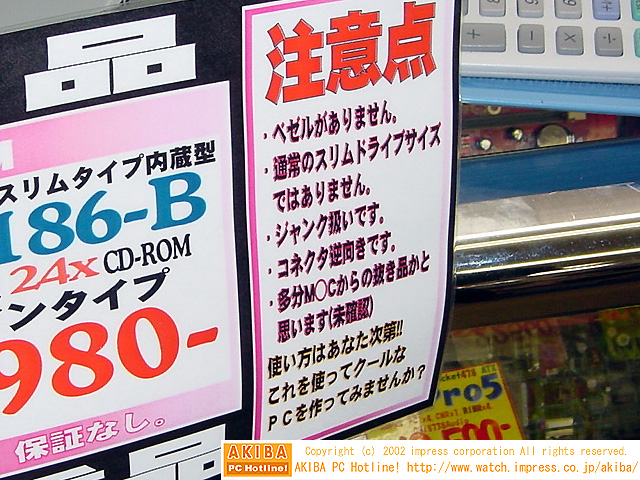 品
スリムタイプ内蔵型
186-B
24x CD-ROM
ンタイプ
980-
保証なし。
品
注意点
・ベゼルがありません。
・通常のスリムドライブサイズ
ではありません。
・ジャンク扱いです。
・コネクタ逆向きです。
・多分M○Cからの抜き品かと
思います(未確認)
使い方はあなた次第!!
これを使ってクールな
PCを作ってみませんか?
ocket478 ATX
Pro5
500-
AKIBA
PC Hotline!
Copyright (c) 2002 impress corporation All rights reserved.
AKIBA PC Hotline! http://www.watch.impress.co.jp/akiba/